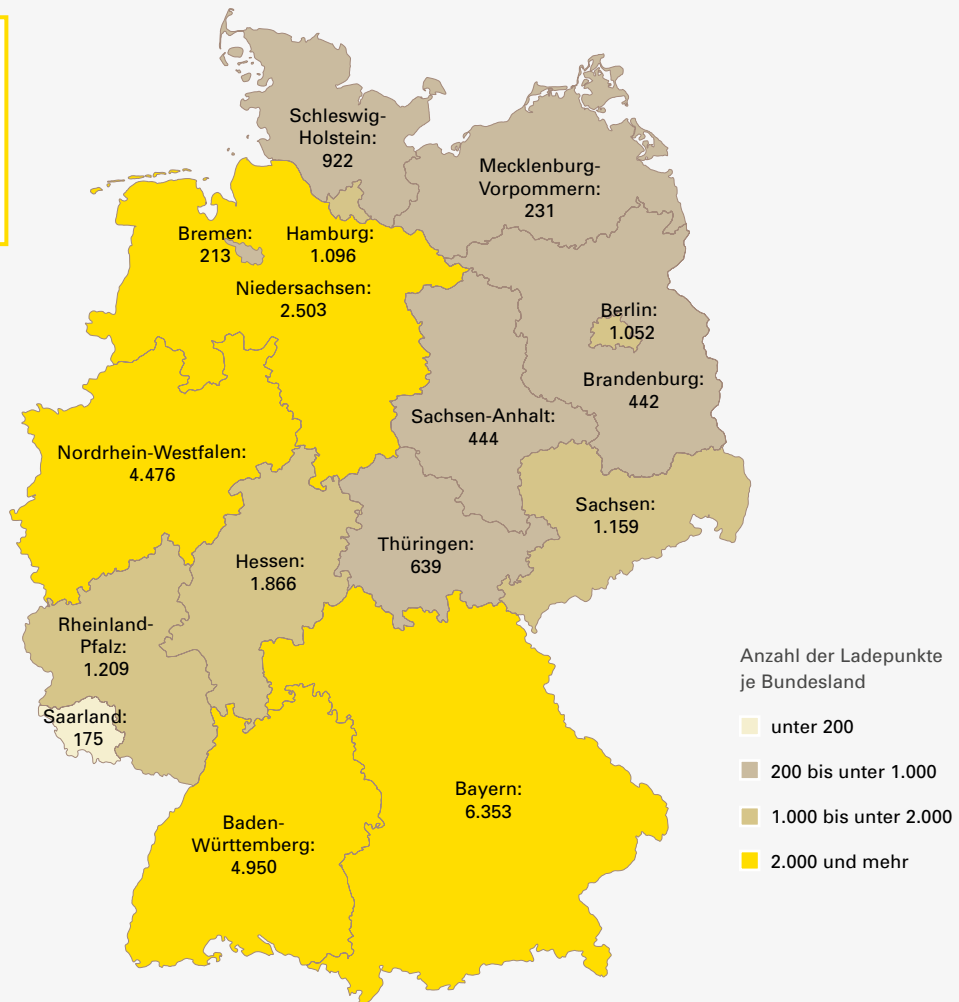 Schleswig-
Holstein:
922
Mecklenburg-
Vorpommern:
231
Bremen:
213
Hamburg:
1.096
Niedersachsen:
2.503
Berlin:
1.052
Brandenburg:
442
Sachsen-Anhalt:
444
Nordrhein-Westfalen:
4.476
Sachsen:
1.159
Thüringen:
639
Hessen:
1.866
Rheinland-
Pfalz:
1.209
Saarland:
175
Bayern:
6.353
Baden-
Württemberg:
4.950
Anzahl der Ladepunkte
je Bundesland
unter 200
200 bis unter 1.000
1.000 bis unter 2.000
2.000 und mehr